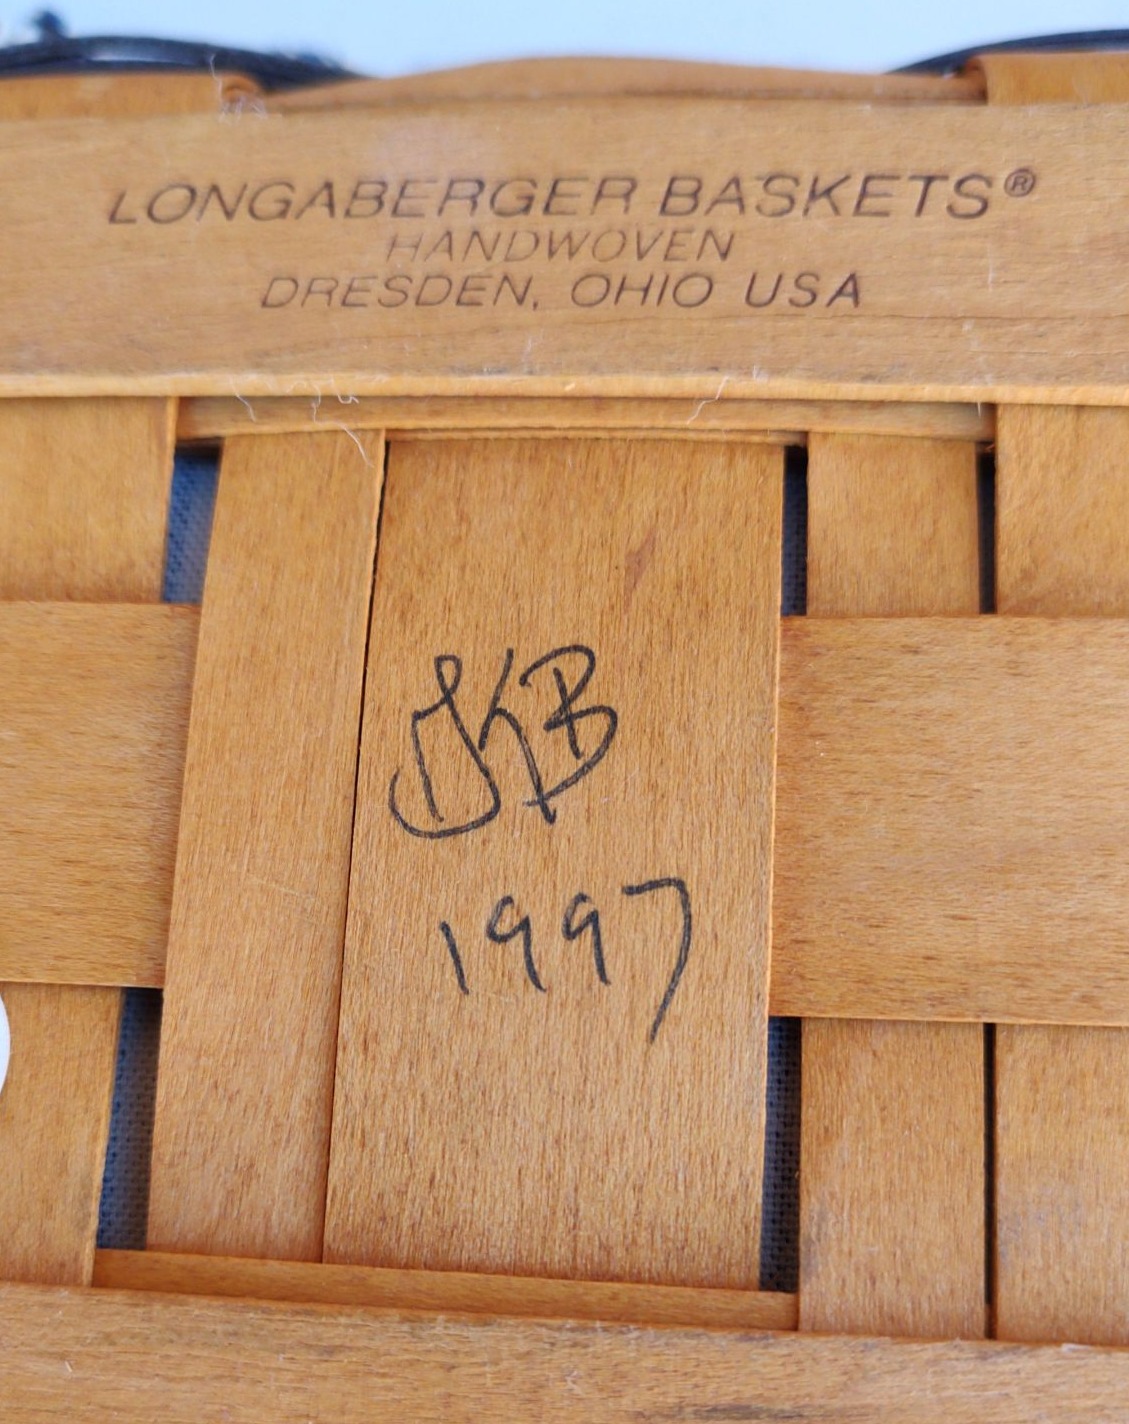 LONGABERGER BASKETS®
HANDWOVEN
DRESDEN, OHIO USA
JKB
1997